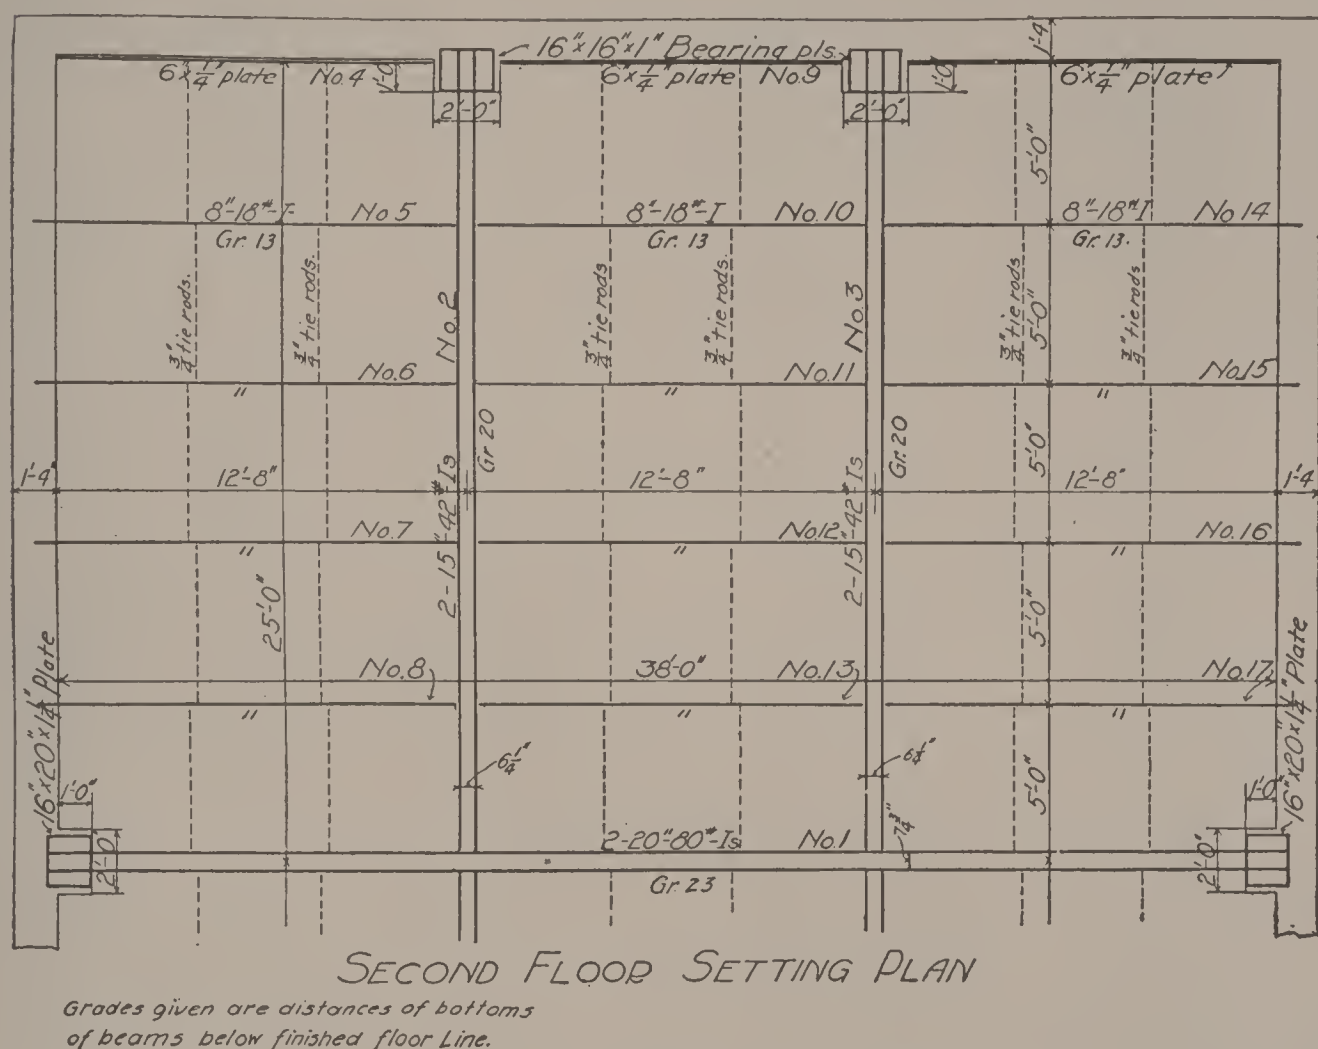 16"x16"x1" Bearing pls.
1'-4"
6"x1/4" plate No.4
1'-0"
6"x1/4" plate No.9
1'-0"
6"x1/4" plate
2'-0"
2'-0"
5'-0"
8"-18#-I No.5
8"-18#-I No.10
8"-18#I No 14
Gr. 13
Gr. 13
Gr. 13.
3/4" tie rods.
3/4" tie rods.
No. 2
3/4" tie rods
3/4" tie rods.
No. 3
3/4" tie rods
5'-0"
3/4" tie rods.
No.6
No.11
No.15
"
"
"
Gr 20
Gr. 20
5'-0"
1'-4"
12'-8"
12'-8"
12'-8"
1'-4"
2-15"-42#-Is
2-15"-42#-Is
No.7
No.12
No.16
"
"
"
25'-0"
5'-0"
No.8
38'-0"
No.13
No.17
"
"
"
16"x20"x1 1/4" Plate
16"x20"x1 1/4" Plate
6 1/4"
6 1/4"
5'-0"
1'-0"
1'-0"
2-20"-80#-Is No.1
7 3/4"
2'-0"
2'-0"
Gr. 23
SECOND FLOOR SETTING PLAN
Grades given are distances of bottoms
of beams below finished floor Line.